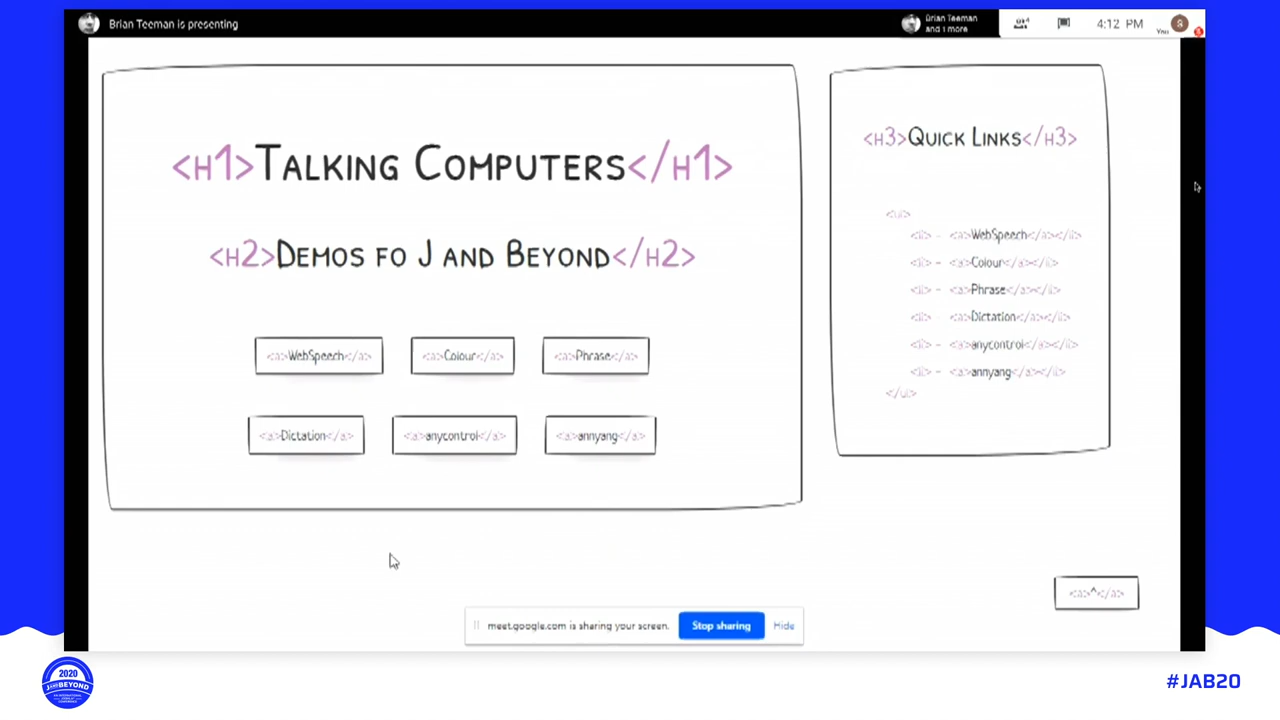 Brian Teeman is presenting
Brian Teeman
and 1 more
4:12 PM
You
S
<H1>TALKING COMPUTERS</H1>
<H2>DEMOS FO J AND BEYOND</H2>
<a>WebSpeech</a>
<a>Colour</a>
<a>Phrase</a>
<a>Dictation</a>
<a>anycontrol</a>
<a>annyang</a>
<H3>QUICK LINKS</H3>
<ul>
<li> - <a>WebSpeech</a></li>
<li> - <a>Colour</a></li>
<li> - <a>Phrase</a></li>
<li> - <a>Dictation</a></li>
<li> - <a>anycontrol</a></li>
<li> - <a>annyang</a></li>
</ul>
<a>^</a>
meet.google.com is sharing your screen.
Stop sharing
Hide
2020
JANDBEYOND
#JAB20